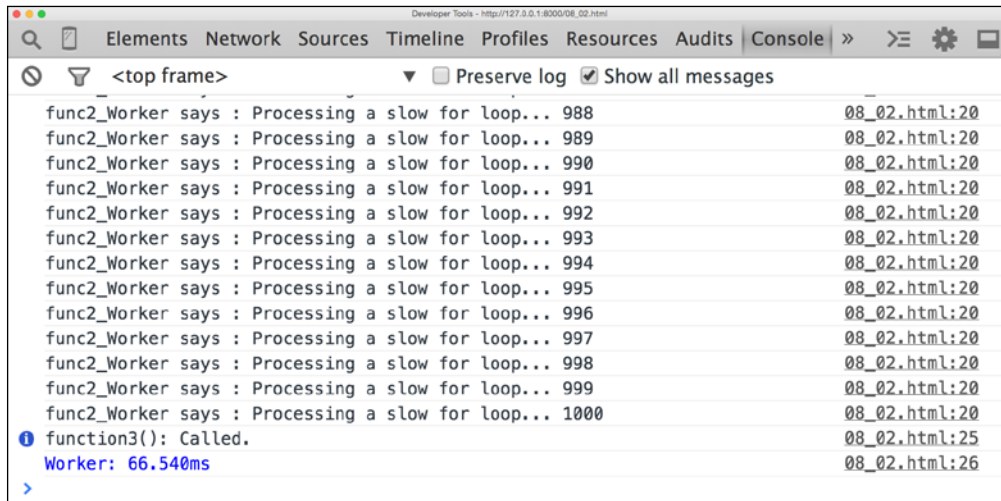 Developer Tools - http://127.0.0.1:8000/08_02.html
Elements Network Sources Timeline Profiles Resources Audits Console »
<top frame> ▼ Preserve log Show all messages
func2_Worker says : Processing a slow for loop... 988 08_02.html:20
func2_Worker says : Processing a slow for loop... 989 08_02.html:20
func2_Worker says : Processing a slow for loop... 990 08_02.html:20
func2_Worker says : Processing a slow for loop... 991 08_02.html:20
func2_Worker says : Processing a slow for loop... 992 08_02.html:20
func2_Worker says : Processing a slow for loop... 993 08_02.html:20
func2_Worker says : Processing a slow for loop... 994 08_02.html:20
func2_Worker says : Processing a slow for loop... 995 08_02.html:20
func2_Worker says : Processing a slow for loop... 996 08_02.html:20
func2_Worker says : Processing a slow for loop... 997 08_02.html:20
func2_Worker says : Processing a slow for loop... 998 08_02.html:20
func2_Worker says : Processing a slow for loop... 999 08_02.html:20
func2_Worker says : Processing a slow for loop... 1000 08_02.html:20
function3(): Called. 08_02.html:25
Worker: 66.540ms 08_02.html:26
>